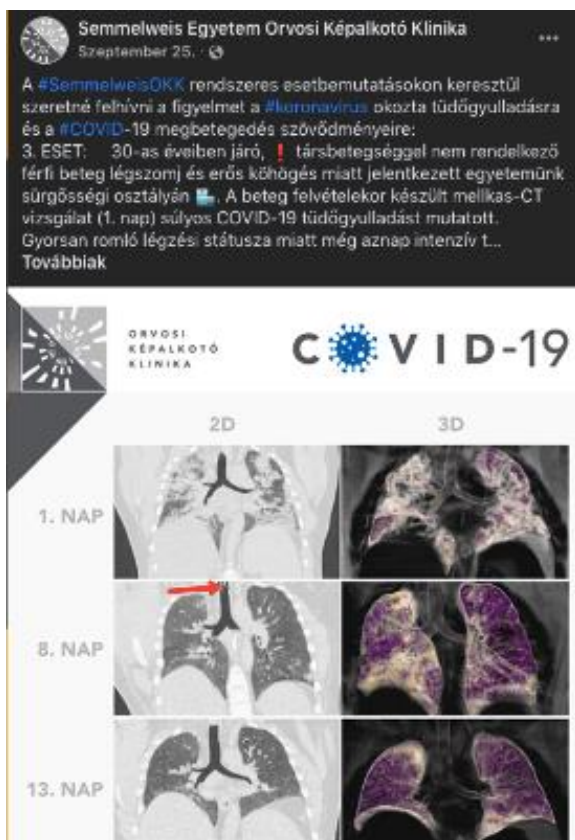 Semmelweis Egyetem Orvosi Képalkotó Klinika
Szeptember 25. ·
A #SemmelweisOKK rendszeres esetbemutatásokon keresztül
szeretné felhívni a figyelmet a #koronavírus okozta tüdőgyulladásra
és a #COVID-19 megbetegedés szövődményeire:
3. ESET: 30-as éveiben járó, ❗ társbetegséggel nem rendelkező
férfi beteg légszomj és erős köhögés miatt jelentkezett egyetemünk
sürgősségi osztályán 🏥. A beteg felvételekor készült mellkas-CT
vizsgálat (1. nap) súlyos COVID-19 tüdőgyulladást mutatott.
Gyorsan romló légzési státusza miatt még aznap intenzív t...
Továbbiak
ORVOSI
KÉPALKOTÓ
KLINIKA
COVID-19
2D 3D
1. NAP
8. NAP
13. NAP